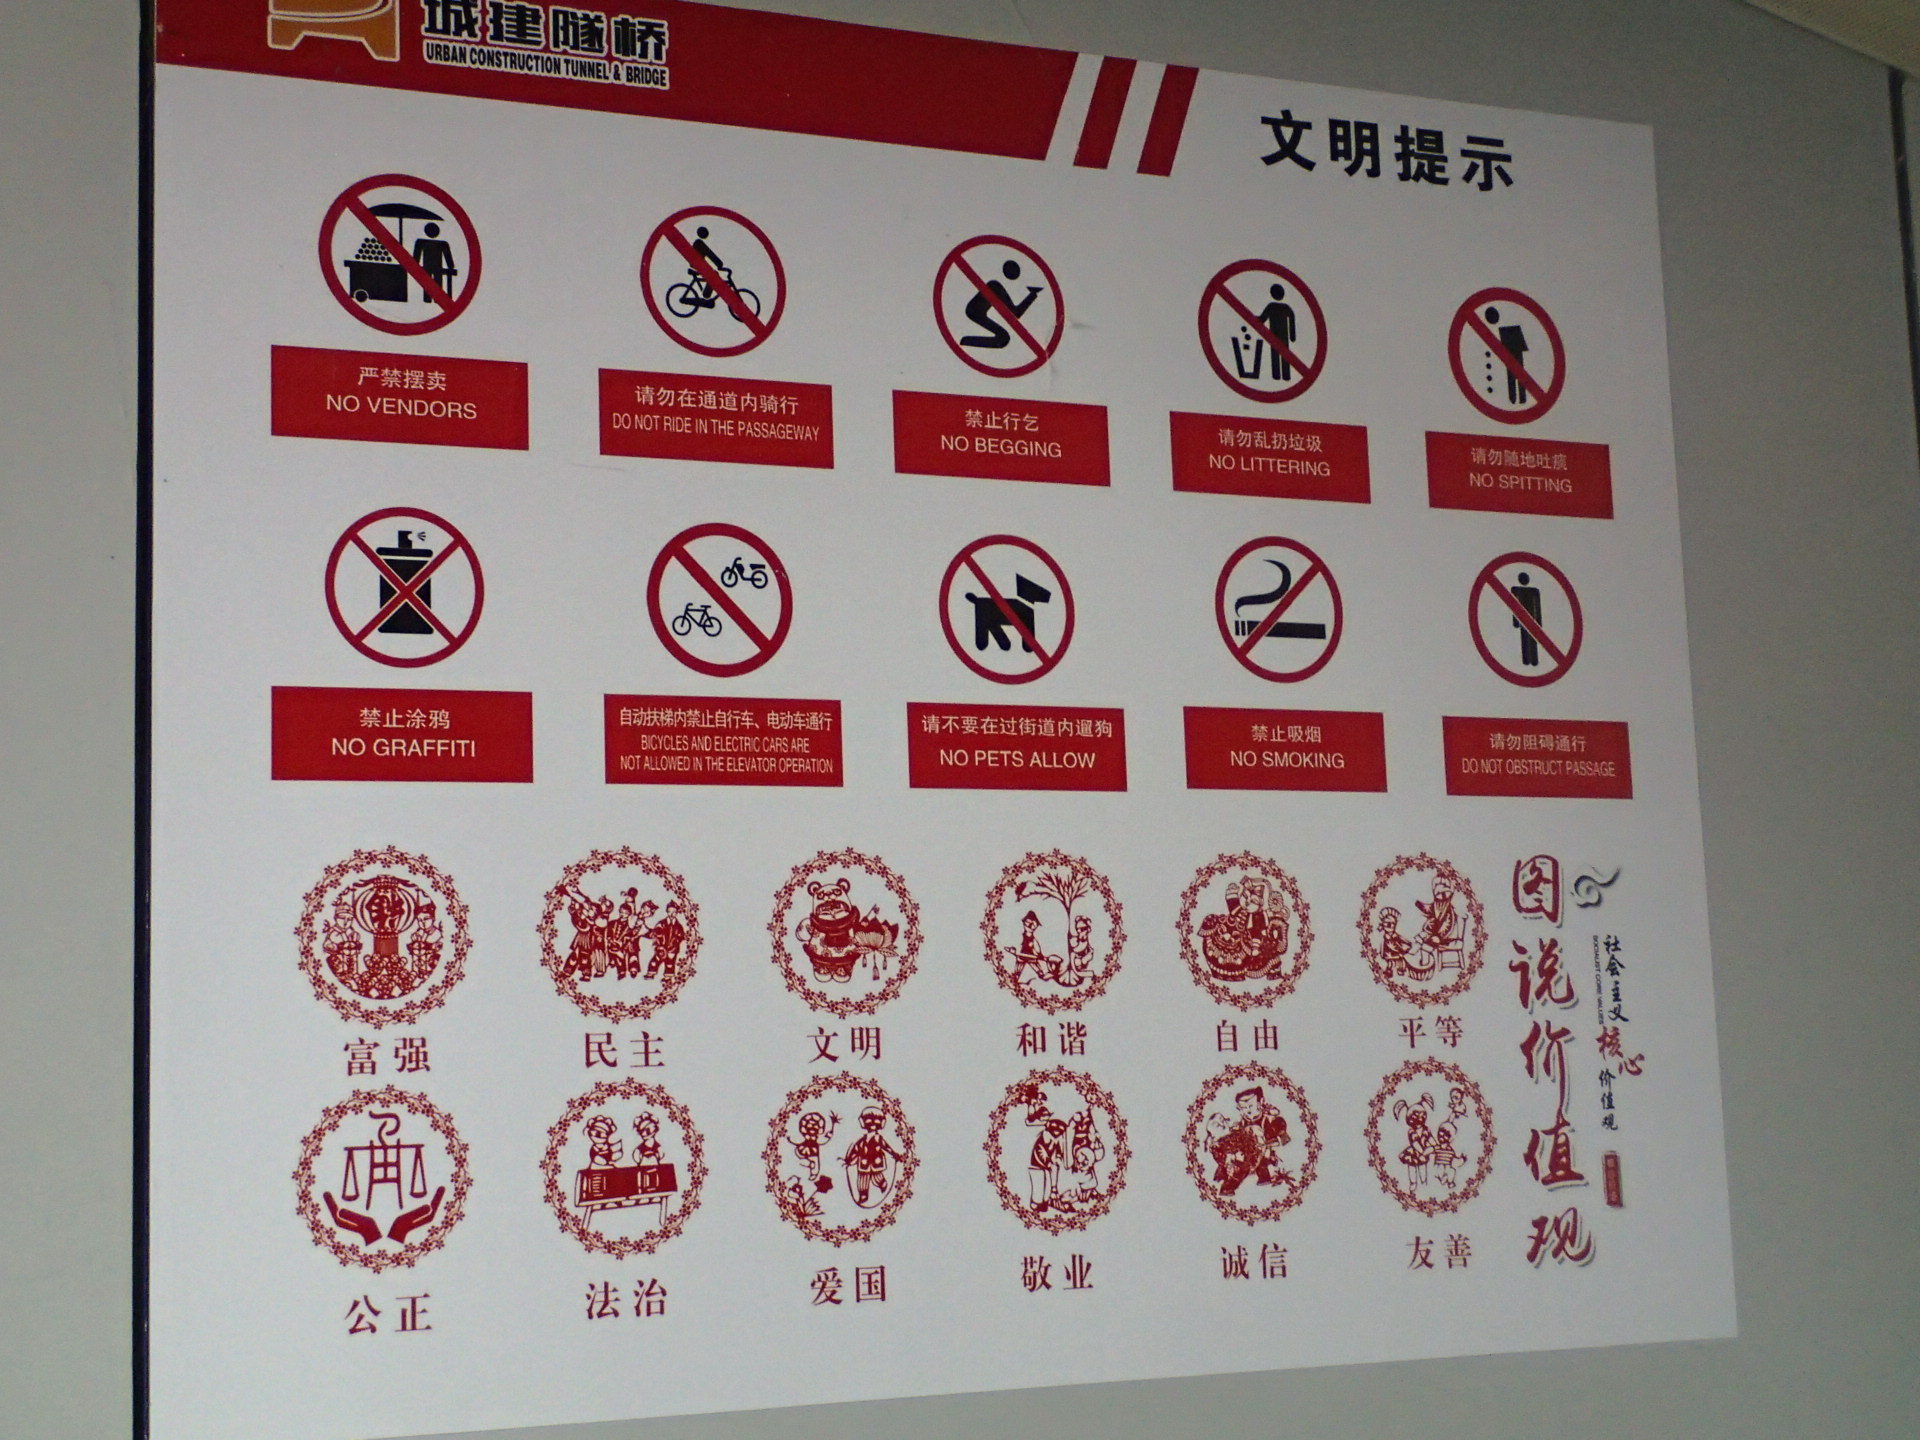 城建隧桥
URBAN CONSTRUCTION TUNNEL & BRIDGE
文明提示
严禁摆卖
NO VENDORS
请勿在通道内骑行
DO NOT RIDE IN THE PASSAGEWAY
禁止行乞
NO BEGGING
请勿乱扔垃圾
NO LITTERING
请勿随地吐痰
NO SPITTING
禁止涂鸦
NO GRAFFITI
自动扶梯内禁止自行车、电动车通行
BICYCLES AND ELECTRIC CARS ARE
NOT ALLOWED IN THE ELEVATOR OPERATION
请不要在过街道内遛狗
NO PETS ALLOW
禁止吸烟
NO SMOKING
请勿阻碍通行
DO NOT OBSTRUCT PASSAGE
富强
民主
文明
和谐
自由
平等
公正
法治
爱国
敬业
诚信
友善
图说价值观
社会主义核心价值观
SOCIALIST CORE VALUES